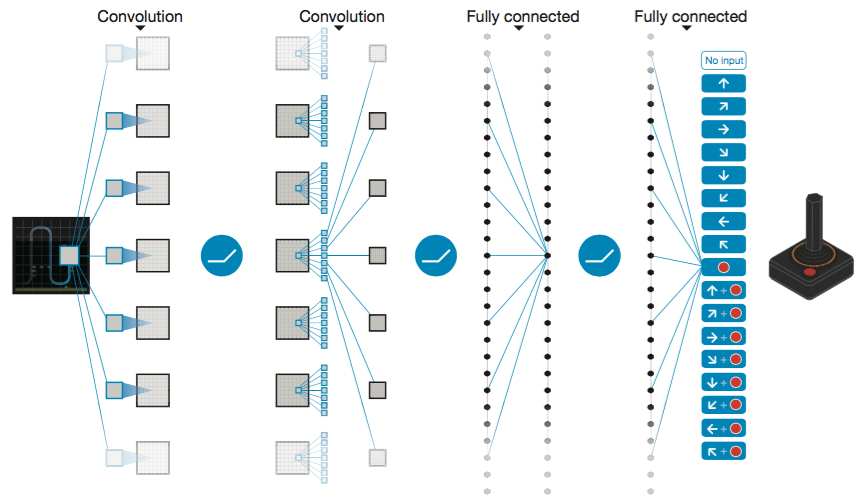 Convolution
Convolution
Fully connected
Fully connected
No input